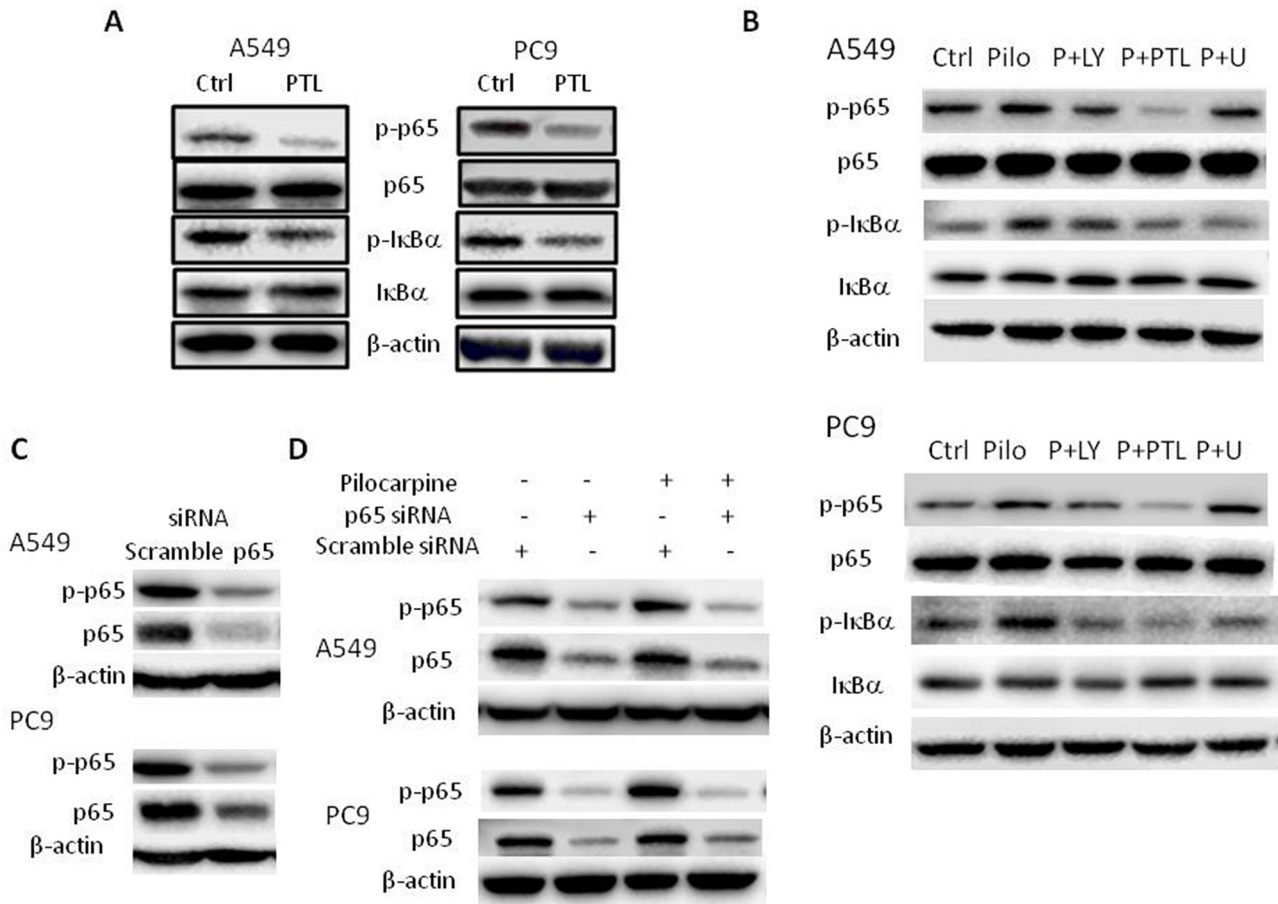 A
A549
PC9
Ctrl PTL
Ctrl PTL
p-p65
p65
p-IκBα
IκBα
β-actin
B
A549
Ctrl Pilo P+LY P+PTL P+U
p-p65
p65
p-IκBα
IκBα
β-actin
PC9
Ctrl Pilo P+LY P+PTL P+U
p-p65
p65
p-IκBα
IκBα
β-actin
C
siRNA
A549
Scramble p65
p-p65
p65
β-actin
PC9
p-p65
p65
β-actin
D
Pilocarpine - - + +
p65 siRNA - + - +
Scramble siRNA + - + -
A549
p-p65
p65
β-actin
PC9
p-p65
p65
β-actin